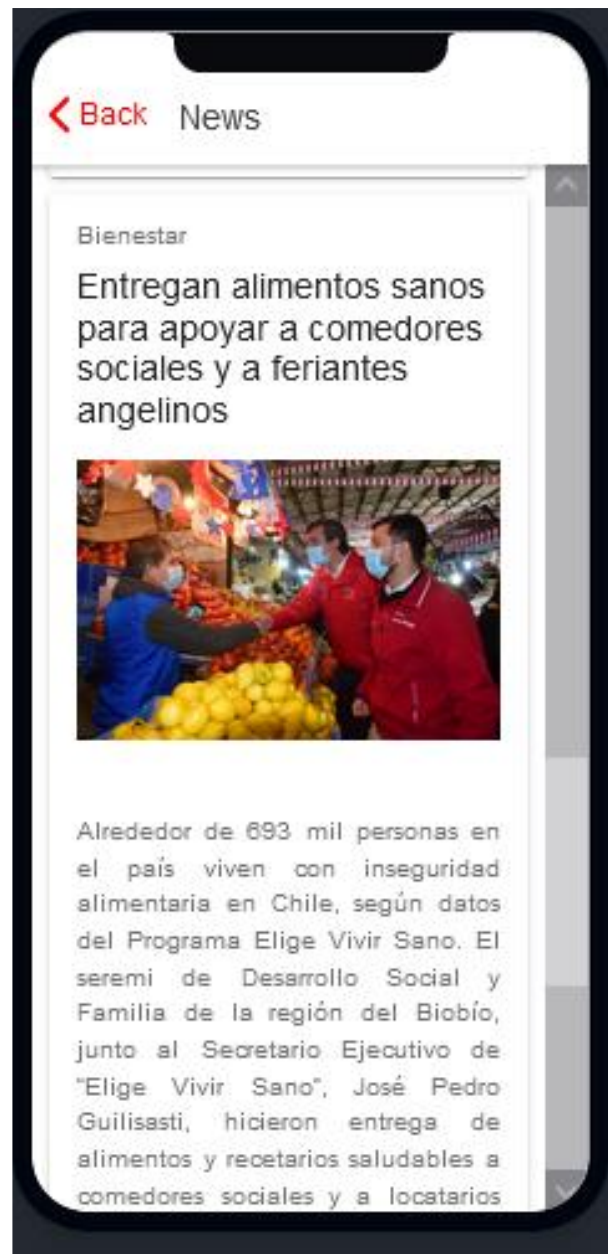 Back News
Bienestar
Entregan alimentos sanos
para apoyar a comedores
sociales y a feriantes
angelinos
Alrededor de 693 mil personas en
el país viven con inseguridad
alimentaria en Chile, según datos
del Programa Elige Vivir Sano. El
seremi de Desarrollo Social y
Familia de la región del Biobío,
junto al Secretario Ejecutivo de
"Elige Vivir Sano", José Pedro
Guilisasti, hicieron entrega de
alimentos y recetarios saludables a
comedores sociales y a locatarios